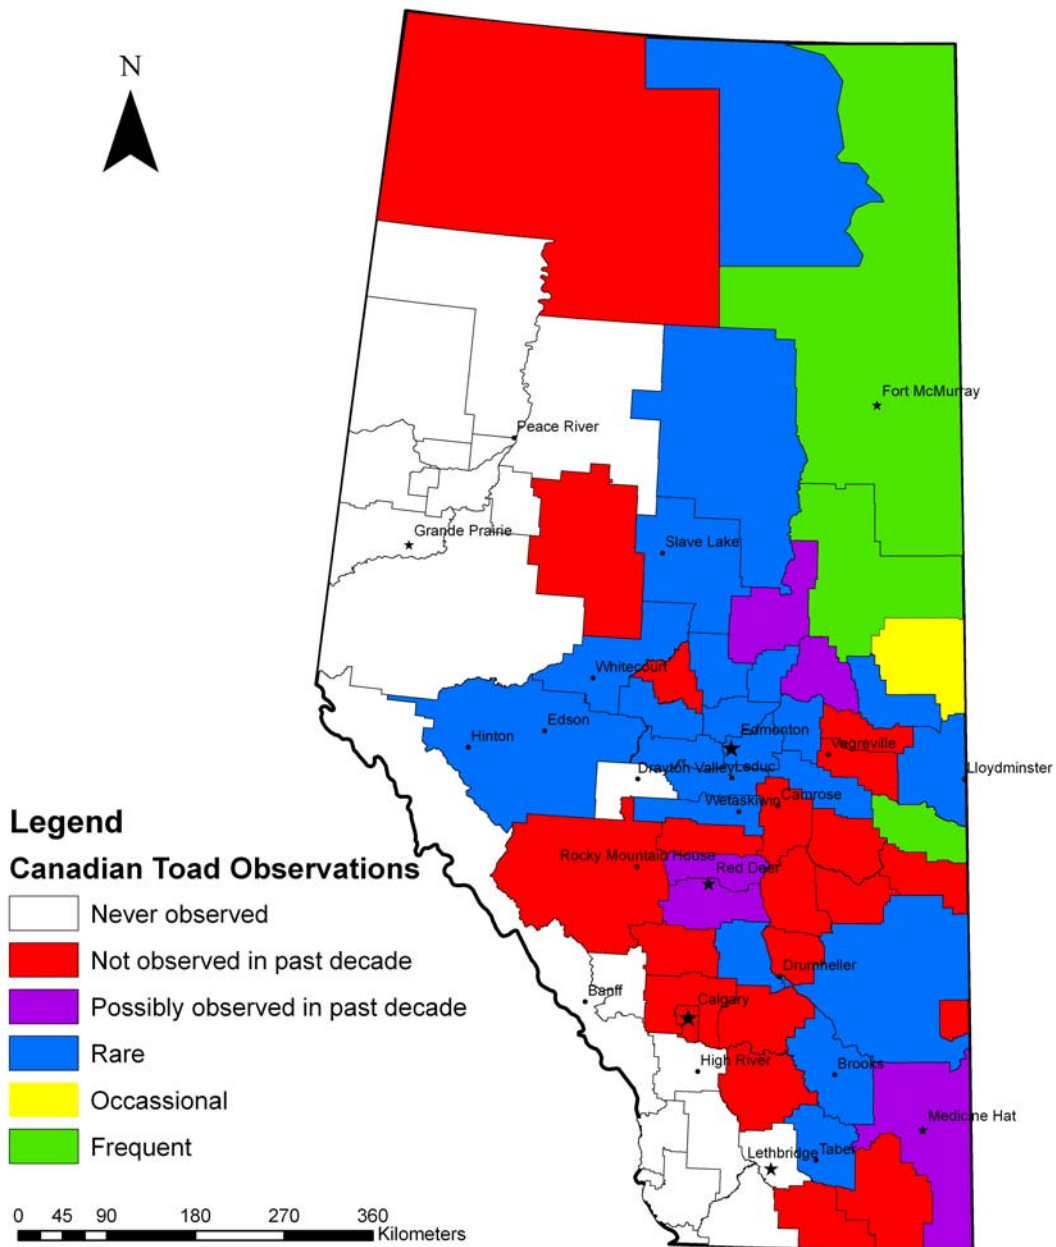 N
Fort McMurray
Peace River
Grande Prairie
Slave Lake
Whitecourt
Edson
Edmonton
Hinton
Vegreville
Drayton Valley
Leduc
Lloydminster
Wetaskiwin
Camrose
Rocky Mountain House
Red Deer
Drumheller
Banff
Calgary
High River
Brooks
Medicine Hat
Lethbridge
Taber
Legend
Canadian Toad Observations
Never observed
Not observed in past decade
Possibly observed in past decade
Rare
Occassional
Frequent
0 45 90 180 270 360
Kilometers